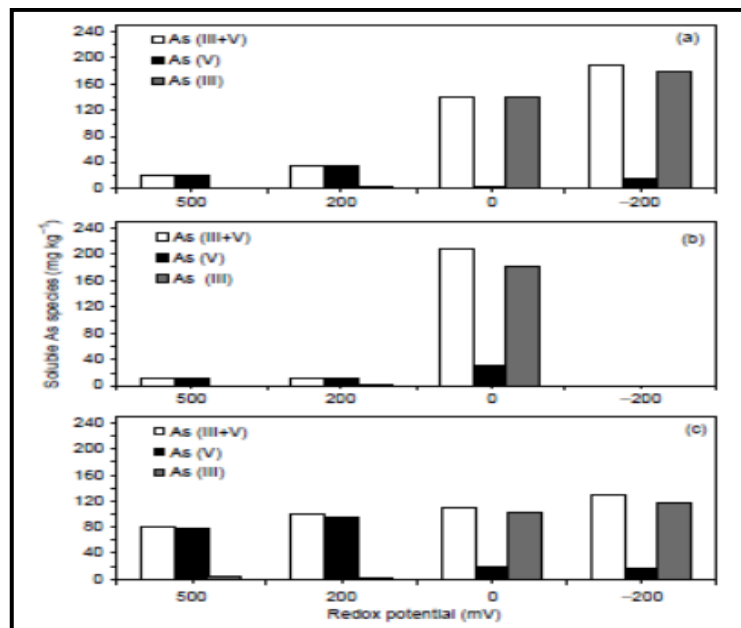 240
200
160
120
80
40
0
As (III+V)
As (V)
As (III)
(a)
500 200 0 −200
240
200
160
120
80
40
0
As (III+V)
As (V)
As (III)
(b)
500 200 0 −200
240
200
160
120
80
40
0
As (III+V)
As (V)
As (III)
(c)
500 200 0 −200
Soluble As species (mg kg⁻¹)
Redox potential (mV)